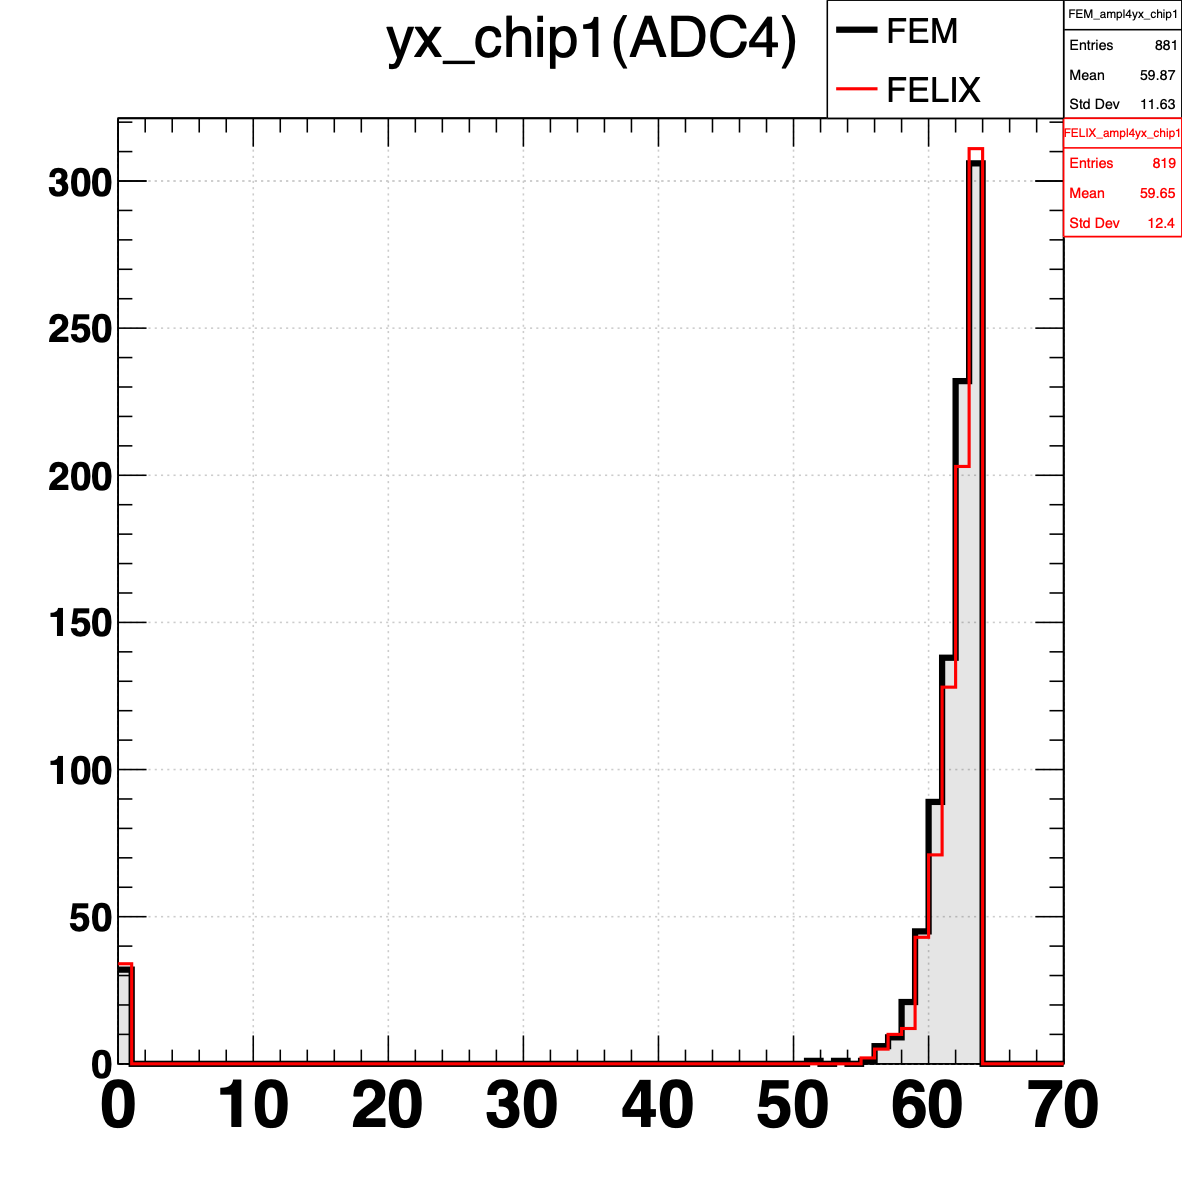 yx_chip1(ADC4)
FEM
FELIX
FEM_ampl4yx_chip1
Entries 881
Mean 59.87
Std Dev 11.63
FELIX_ampl4yx_chip1
Entries 819
Mean 59.65
Std Dev 12.4
300
250
200
150
100
50
0
0 10 20 30 40 50 60 70